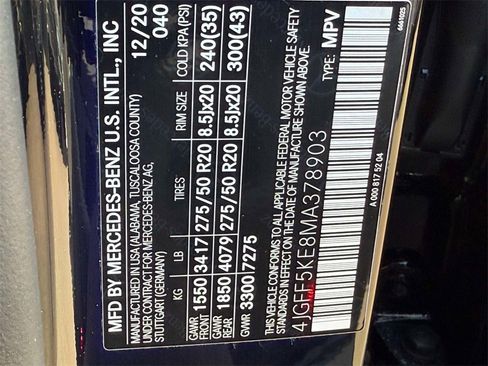 MFD BY MERCEDES-BENZ U.S. INTL., INC 12/20
MANUFACTURED IN USA (ALABAMA, TUSCALOOSA COUNTY) 040
UNDER CONTRACT BY MERCEDES-BENZ AG,
STUTTGART (GERMANY)
KG LB TIRES RIM SIZE COLD KPA (PSI)
GAWR FRONT 1550 3417 275/50 R20 8.5Jx20 240(35)
GAWR REAR 1850 4079 275/50 R20 8.5Jx20 300(43)
GVWR 3300 7275
THIS VEHICLE CONFORMS TO ALL APPLICABLE FEDERAL MOTOR VEHICLE SAFETY
STANDARDS IN EFFECT ON THE DATE OF MANUFACTURE SHOWN ABOVE.
4JGFF5KE8MA378903 TYPE: MPV
A 000 817 52 04 6661025